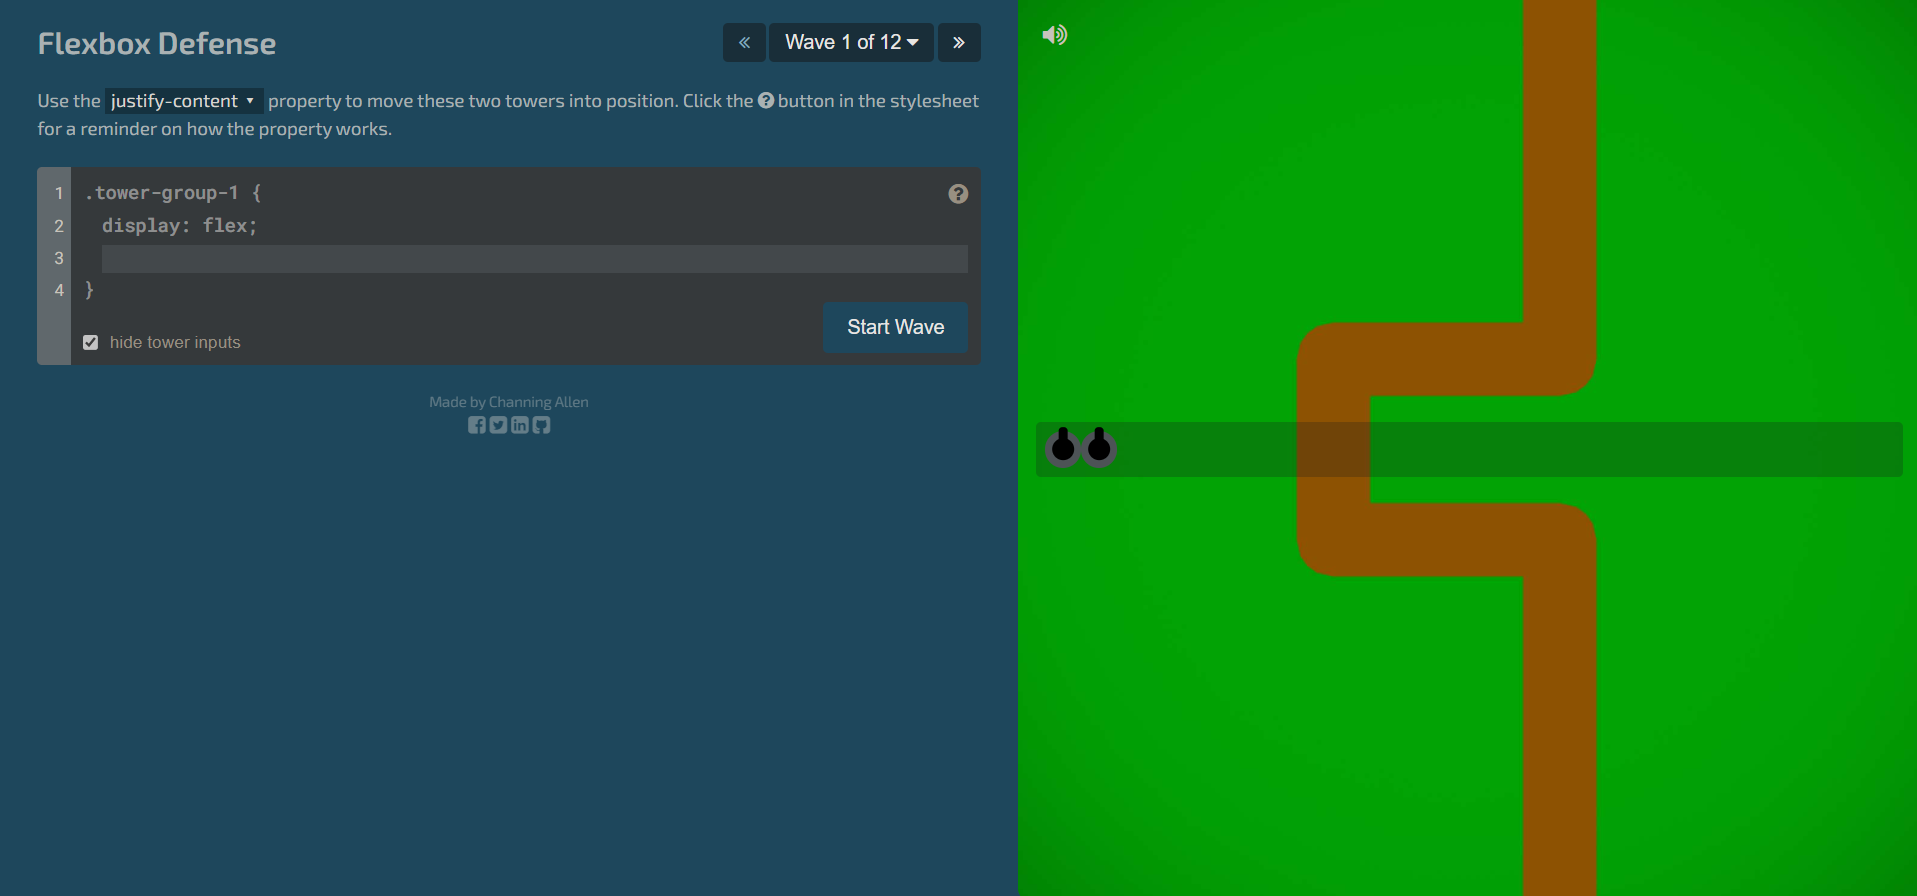 Flexbox Defense
« Wave 1 of 12 »
Use the justify-content property to move these two towers into position. Click the ? button in the stylesheet
for a reminder on how the property works.
1 .tower-group-1 { ?
2 display: flex;
3
4 }
hide tower inputs
Start Wave
Made by Channing Allen